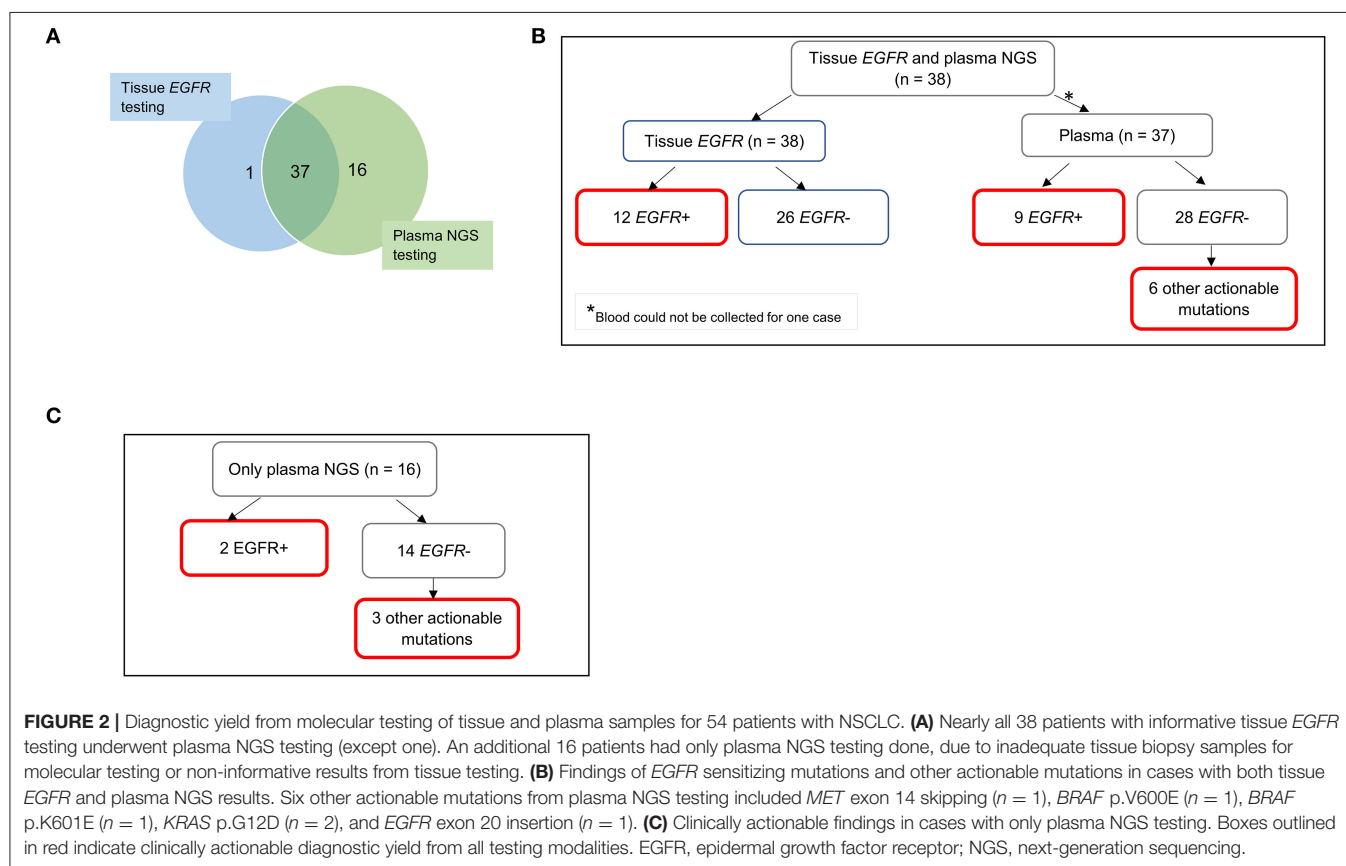 A
Tissue EGFR
testing
1
37
16
Plasma NGS
testing
B
Tissue EGFR and plasma NGS
(n = 38)
*
Tissue EGFR (n = 38)
Plasma (n = 37)
12 EGFR+
26 EGFR-
9 EGFR+
28 EGFR-
6 other actionable
mutations
*Blood could not be collected for one case
C
Only plasma NGS (n = 16)
2 EGFR+
14 EGFR-
3 other actionable
mutations
FIGURE 2 | Diagnostic yield from molecular testing of tissue and plasma samples for 54 patients with NSCLC. (A) Nearly all 38 patients with informative tissue EGFR
testing underwent plasma NGS testing (except one). An additional 16 patients had only plasma NGS testing done, due to inadequate tissue biopsy samples for
molecular testing or non-informative results from tissue testing. (B) Findings of EGFR sensitizing mutations and other actionable mutations in cases with both tissue
EGFR and plasma NGS results. Six other actionable mutations from plasma NGS testing included MET exon 14 skipping (n = 1), BRAF p.V600E (n = 1), BRAF
p.K601E (n = 1), KRAS p.G12D (n = 2), and EGFR exon 20 insertion (n = 1). (C) Clinically actionable findings in cases with only plasma NGS testing. Boxes outlined
in red indicate clinically actionable diagnostic yield from all testing modalities. EGFR, epidermal growth factor receptor; NGS, next-generation sequencing.